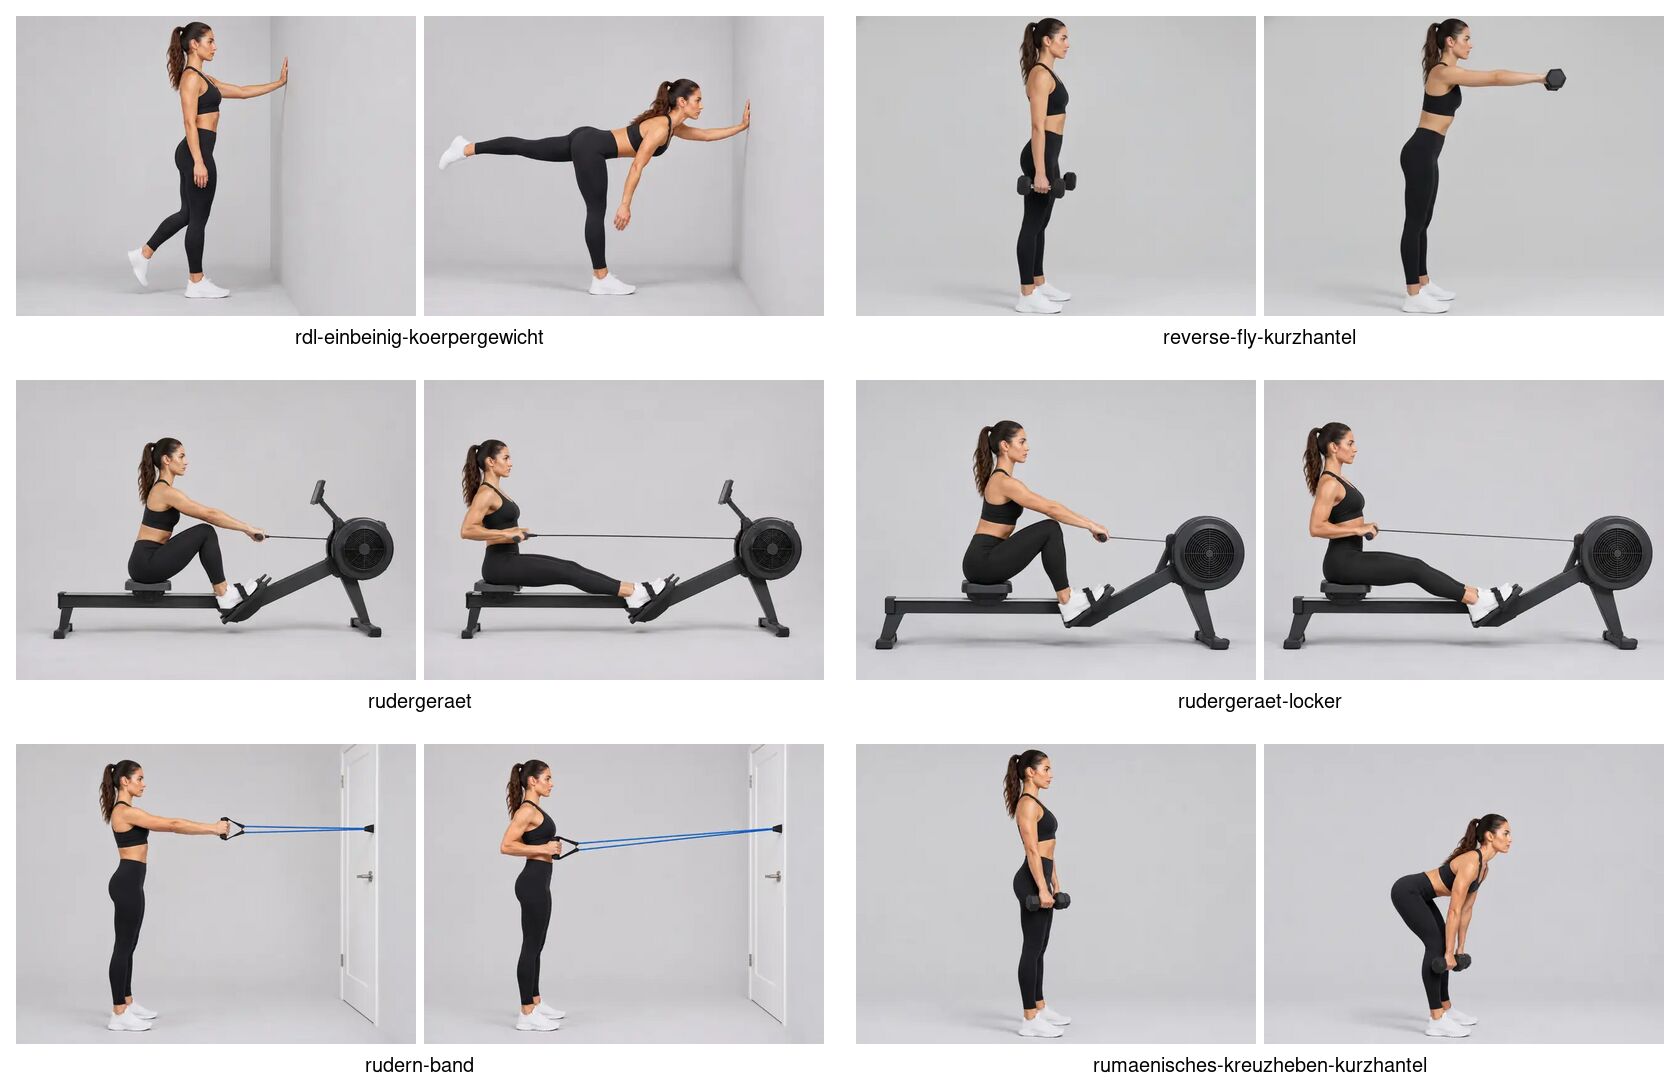 rdl-einbeinig-koerpergewicht
reverse-fly-kurzhantel
rudergeraet
rudergeraet-locker
rudern-band
rumaenisches-kreuzheben-kurzhantel